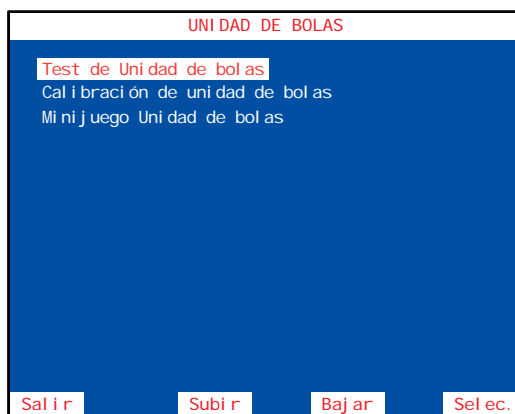 UNIDAD DE BOLAS
Test de Unidad de bolas
Calibración de unidad de bolas
Minijuego Unidad de bolas
Salir Subir Bajar Selec.